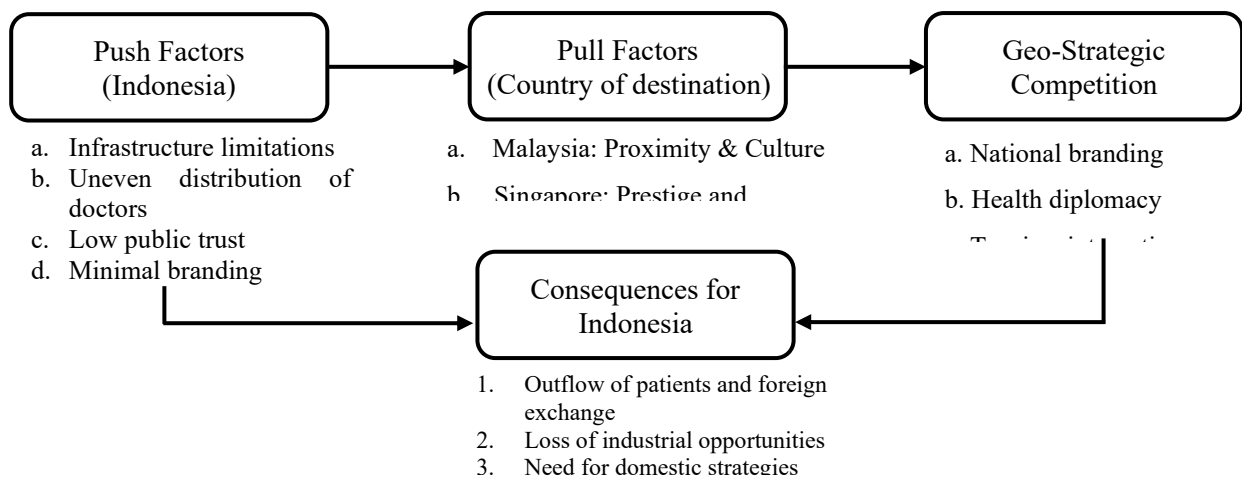 Push Factors
(Indonesia)
Pull Factors
(Country of destination)
Geo-Strategic
Competition
a. Infrastructure limitations
b. Uneven distribution of
doctors
c. Low public trust
d. Minimal branding
a. Malaysia: Proximity & Culture
b Singapore: Prestige and
a. National branding
b. Health diplomacy
Consequences for
Indonesia
1. Outflow of patients and foreign
exchange
2. Loss of industrial opportunities
3. Need for domestic strategies